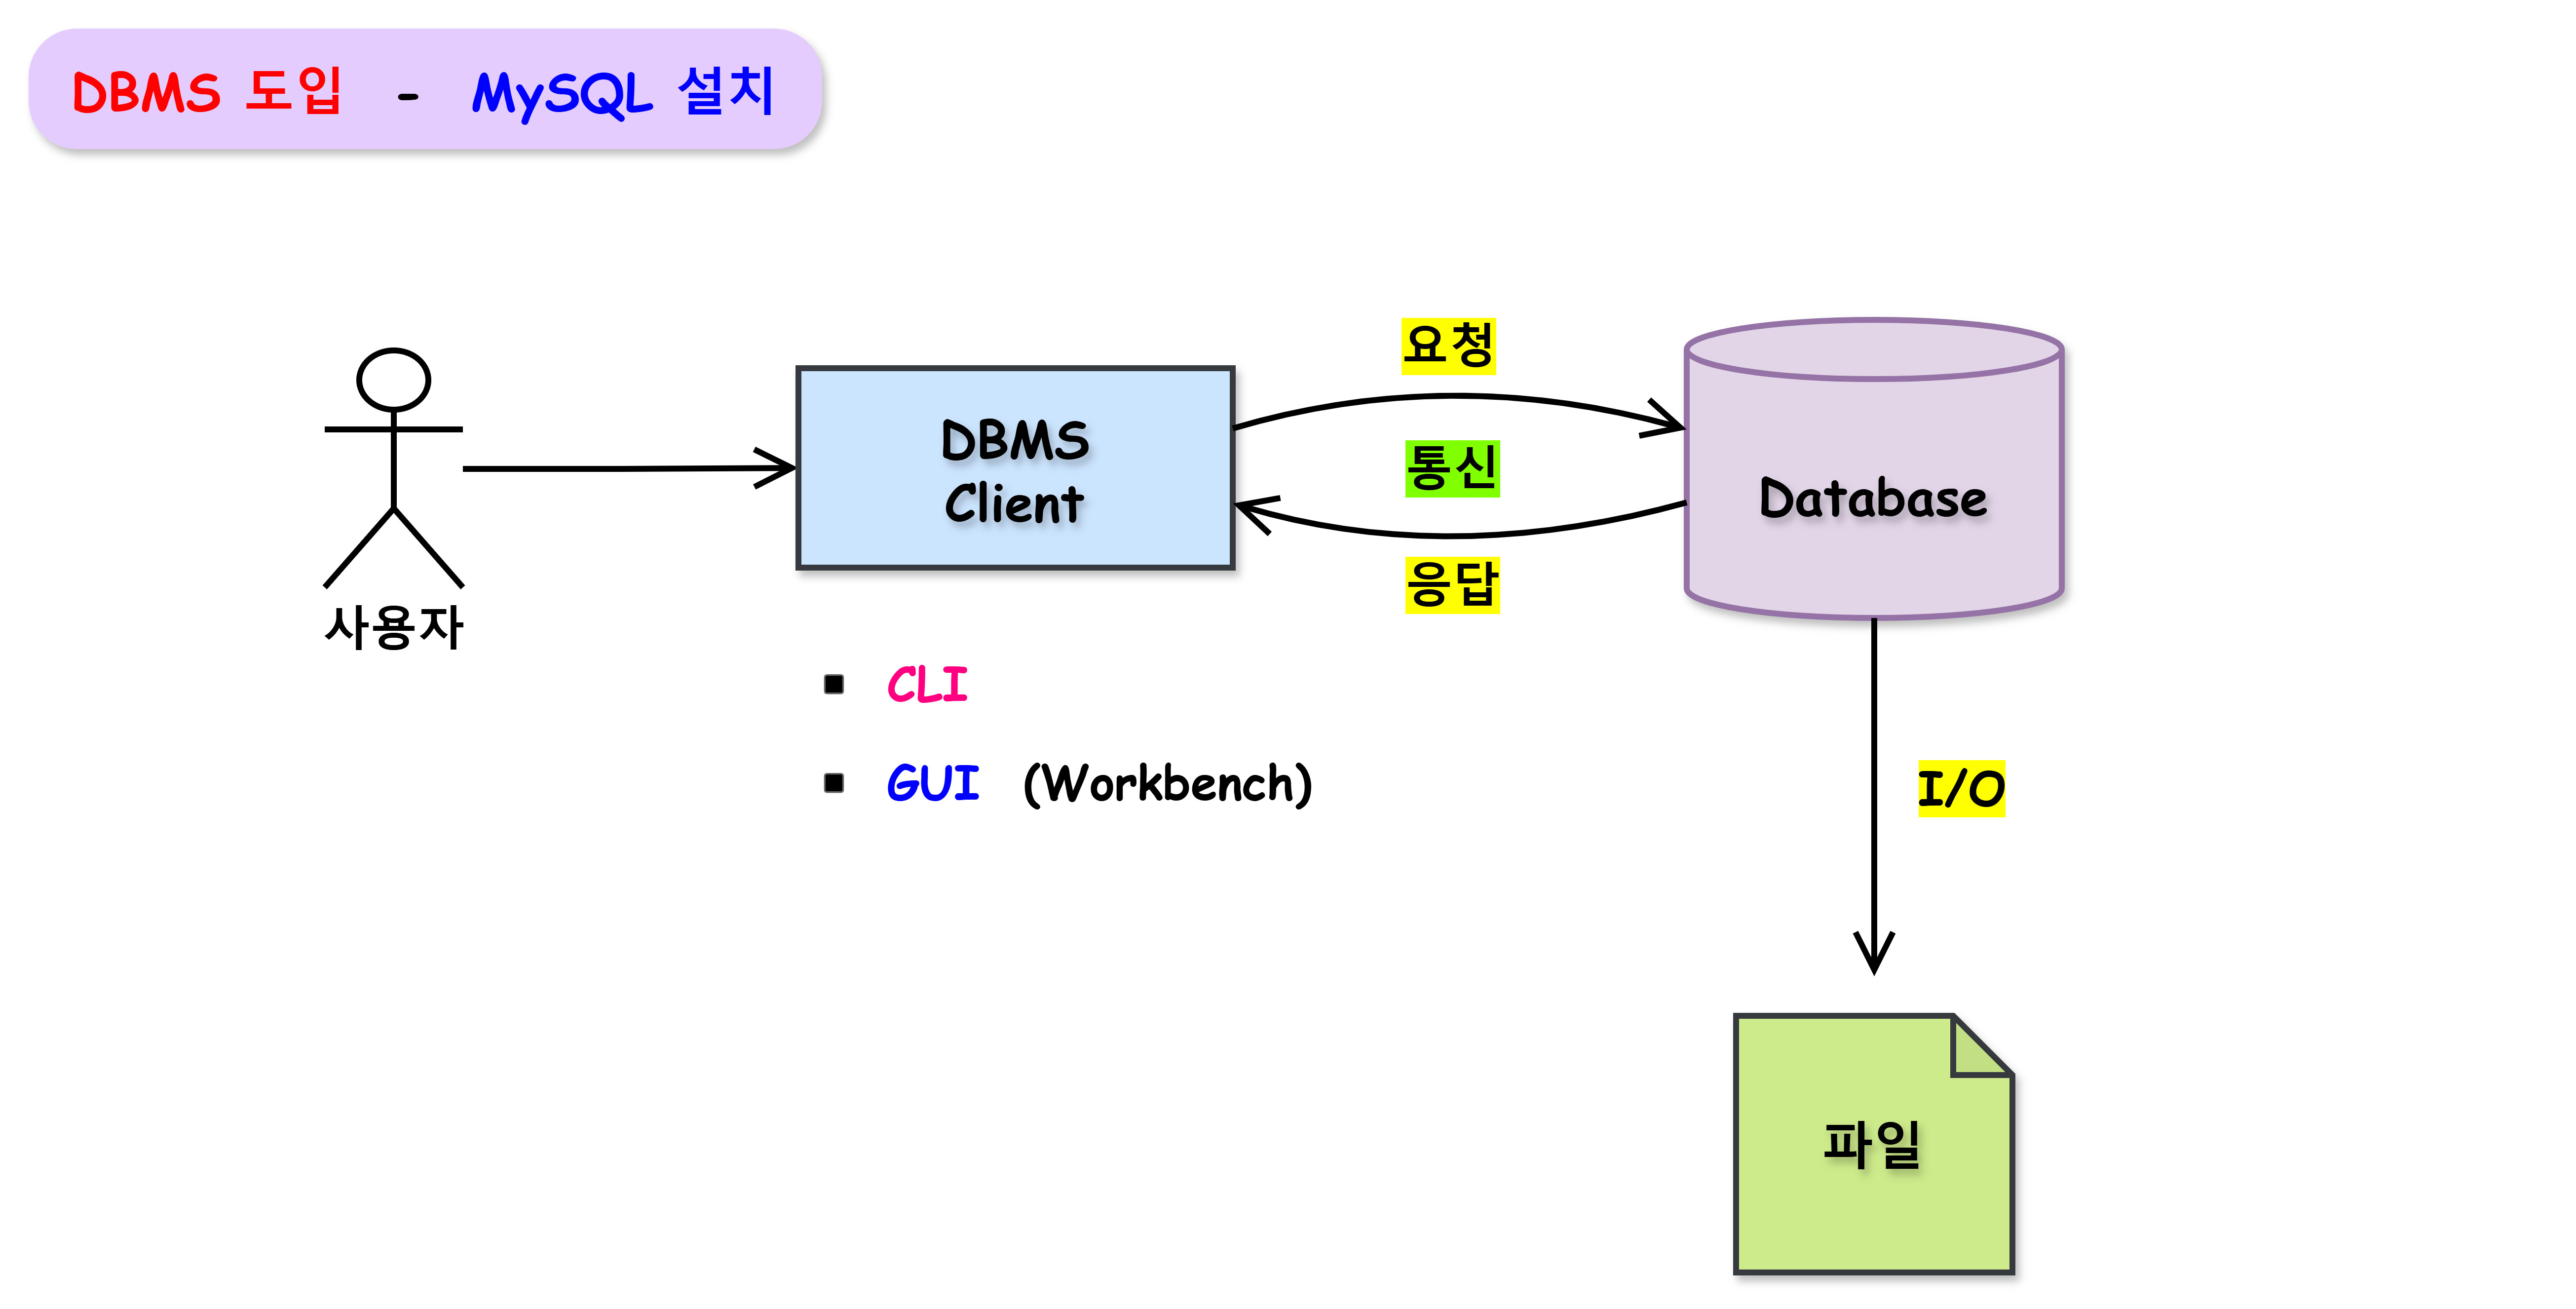 DBMS 도입 - MySQL 설치
요청
DBMS
Client
통신
Database
응답
사용자
CLI
GUI (Workbench)
I/O
파일